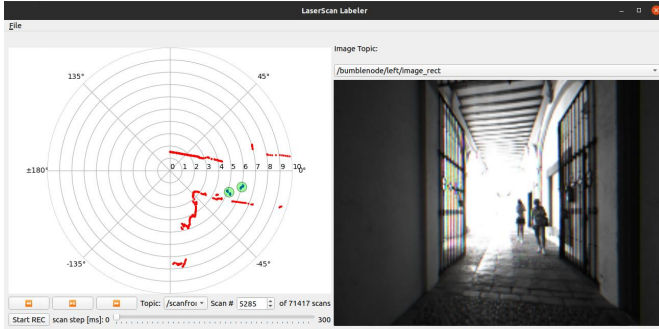 LaserScan Labeler
File
Image Topic:
/bumblenode/left/image_rect
135°
45°
±180°
0 1 2 3 4 5 6 7 8 9 10
0°
-135°
-45°
Topic: /scanfron Scan # 5285 of 71417 scans
Start REC scan step [ms]: 0 300